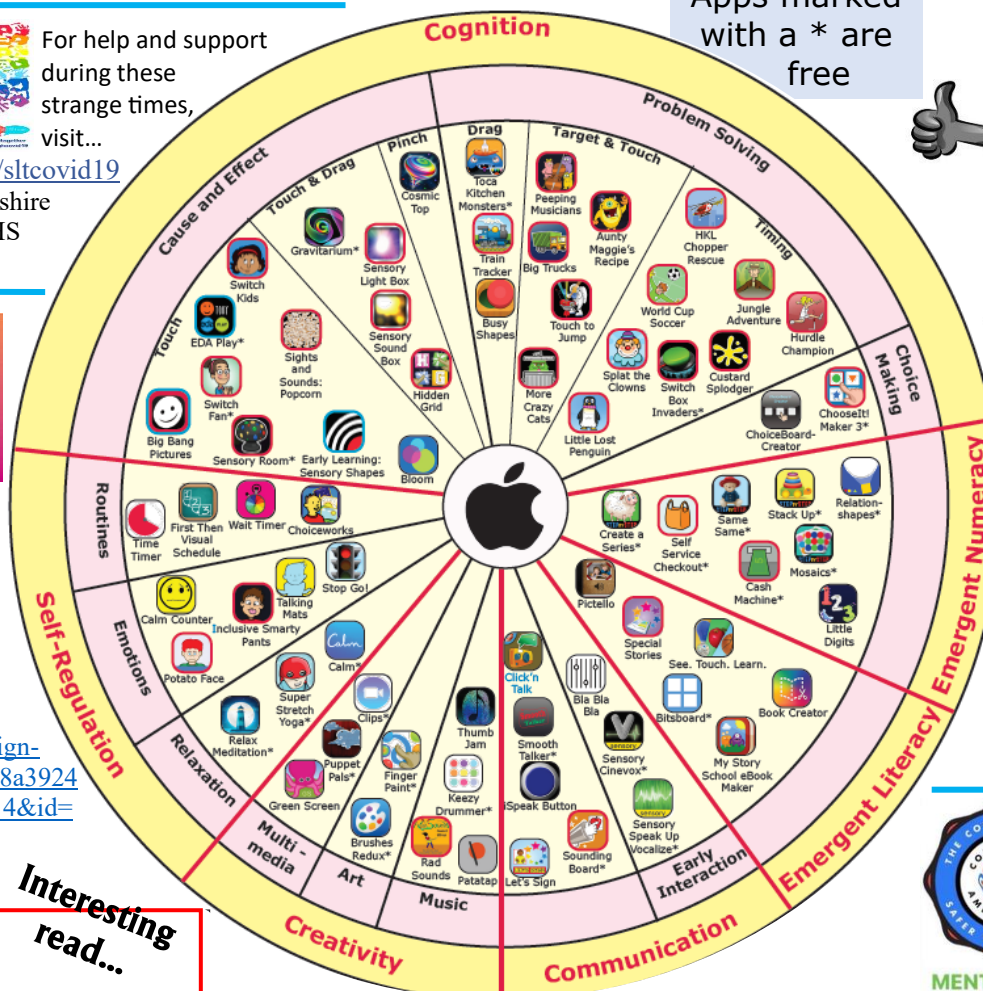 Apps marked
with a * are
free
For help and support
during these
strange times,
visit...
/sltcovid19
shire
IS
Cognition
Cause and Effect
Problem Solving
Touch
Switch
Kids
EDA Play*
Switch
Fan*
Big Bang
Pictures
Sights
and
Sounds:
Popcorn
Sensory Room*
Early Learning:
Sensory Shapes
Bloom
Touch & Drag
Gravitarium*
Sensory
Light Box
Sensory
Sound
Box
Hidden
Grid
Pinch
Cosmic
Top
Drag
Toca
Kitchen
Monsters*
Train
Tracker
Busy
Shapes
Target & Touch
Peeping
Musicians
Aunty
Maggie's
Recipe
Big Trucks
Touch to
Jump
More
Crazy
Cats
Timing
HKL
Chopper
Rescue
World Cup
Soccer
Jungle
Adventure
Hurdle
Champion
Splat the
Clowns
Switch
Box
Invaders*
Custard
Splodger
Little Lost
Penguin
Choice
Making
ChooseIt!
Maker 3*
ChoiceBoard-
Creator
Emergent Numeracy
Create a
Series*
Self
Service
Checkout*
Same
Same*
Stack Up*
Relation-
shapes*
Cash
Machine*
Mosaics*
Little
Digits
Emergent Literacy
Pictello
Special
Stories
See. Touch. Learn.
Bitsboard*
Book Creator
My Story
School eBook
Maker
Communication
Early
Interaction
Bla Bla
Bla
Sensory
Cinevox*
Sensory
Speak Up
Vocalize*
Click'n
Talk
Smooth
Talker*
iSpeak Button
Sounding
Board*
Let's Sign
Creativity
Music
Thumb
Jam
Keezy
Drummer*
Rad
Sounds
Patatap
Art
Finger
Paint*
Brushes
Redux*
Multi -
media
Clips*
Puppet
Pals*
Green Screen
Self-Regulation
Relaxation
Calm*
Super
Stretch
Yoga*
Relax
Meditation*
Emotions
Stop Go!
Talking
Mats
Calm Counter
Inclusive Smarty
Pants
Potato Face
Routines
Time
Timer
First Then
Visual
Schedule
Wait Timer
Choiceworks
ign-
8a3924
4&id=
Interesting
read...
THE CO
SAFER
MENT